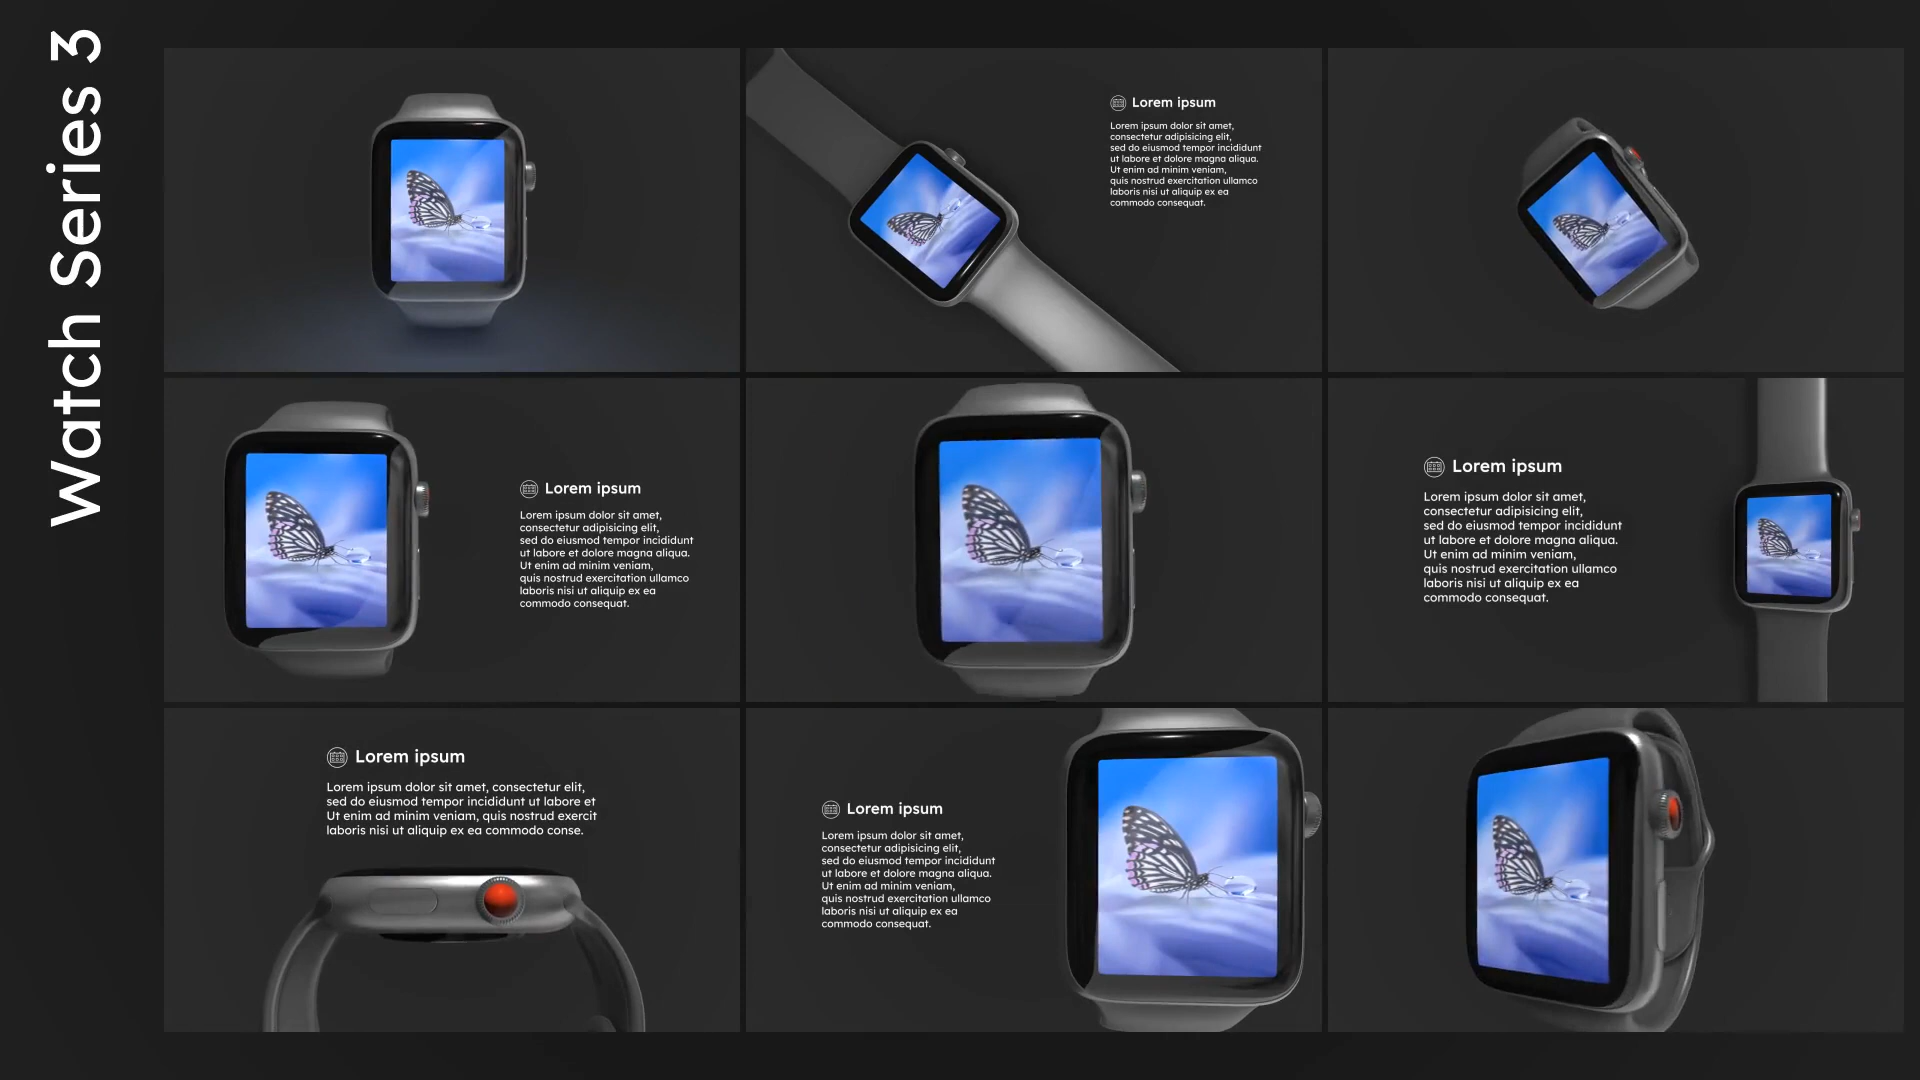 Watch Series 3
Lorem ipsum
Lorem ipsum dolor sit amet,
consectetur adipisicing elit,
sed do eiusmod tempor incididunt
ut labore et dolore magna aliqua.
Ut enim ad minim veniam,
quis nostrud exercitation ullamco
laboris nisi ut aliquip ex ea
commodo consequat.
Lorem ipsum
Lorem ipsum dolor sit amet,
consectetur adipisicing elit,
sed do eiusmod tempor incididunt
ut labore et dolore magna aliqua.
Ut enim ad minim veniam,
quis nostrud exercitation ullamco
laboris nisi ut aliquip ex ea
commodo consequat.
Lorem ipsum
Lorem ipsum dolor sit amet,
consectetur adipisicing elit,
sed do eiusmod tempor incididunt
ut labore et dolore magna aliqua.
Ut enim ad minim veniam,
quis nostrud exercitation ullamco
laboris nisi ut aliquip ex ea
commodo consequat.
Lorem ipsum
Lorem ipsum dolor sit amet, consectetur elit,
sed do eiusmod tempor incididunt ut labore et
Ut enim ad minim veniam, quis nostrud exercit
laboris nisi ut aliquip ex ea commodo conse.
Lorem ipsum
Lorem ipsum dolor sit amet,
consectetur adipisicing elit,
sed do eiusmod tempor incididunt
ut labore et dolore magna aliqua.
Ut enim ad minim veniam,
quis nostrud exercitation ullamco
laboris nisi ut aliquip ex ea
commodo consequat.